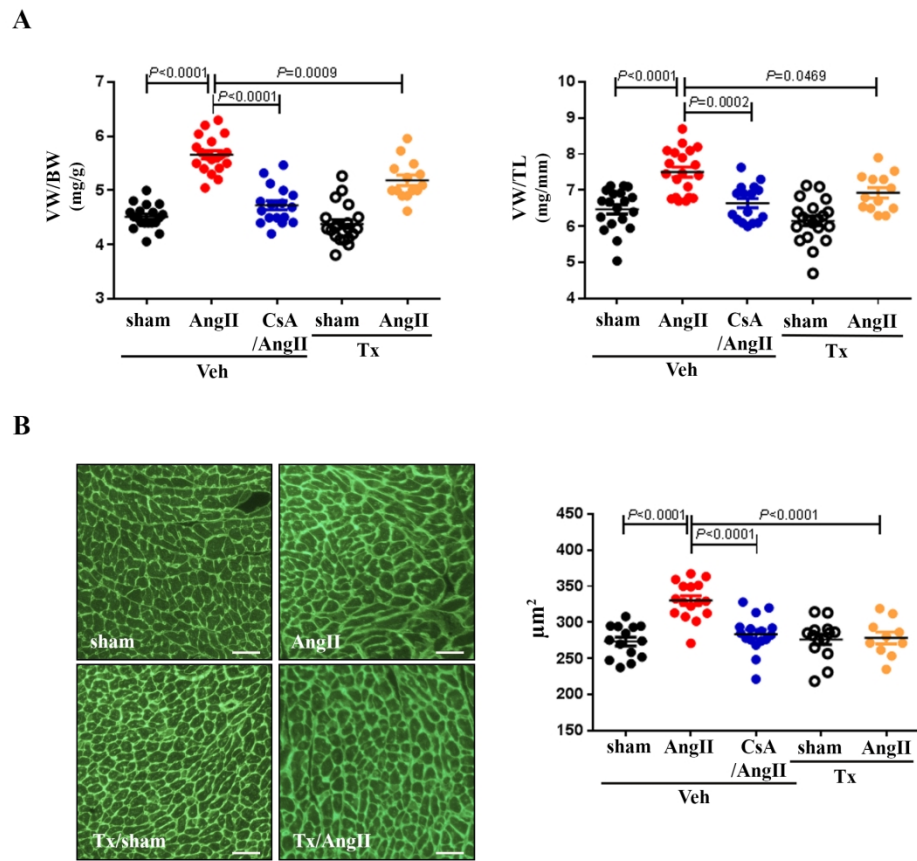 A
P<0.0001
P=0.0009
P<0.0001
VW/BW
(mg/g)
7
6
5
4
3
sham
AngII
CsA
/AngII
sham
AngII
Veh
Tx
P<0.0001
P=0.0469
P=0.0002
VW/TL
(mg/mm)
10
9
8
7
6
5
4
sham
AngII
CsA
/AngII
sham
AngII
Veh
Tx
B
sham
AngII
Tx/sham
Tx/AngII
P<0.0001
P<0.0001
P<0.0001
μm²
450
400
350
300
250
200
150
sham
AngII
CsA
/AngII
sham
AngII
Veh
Tx